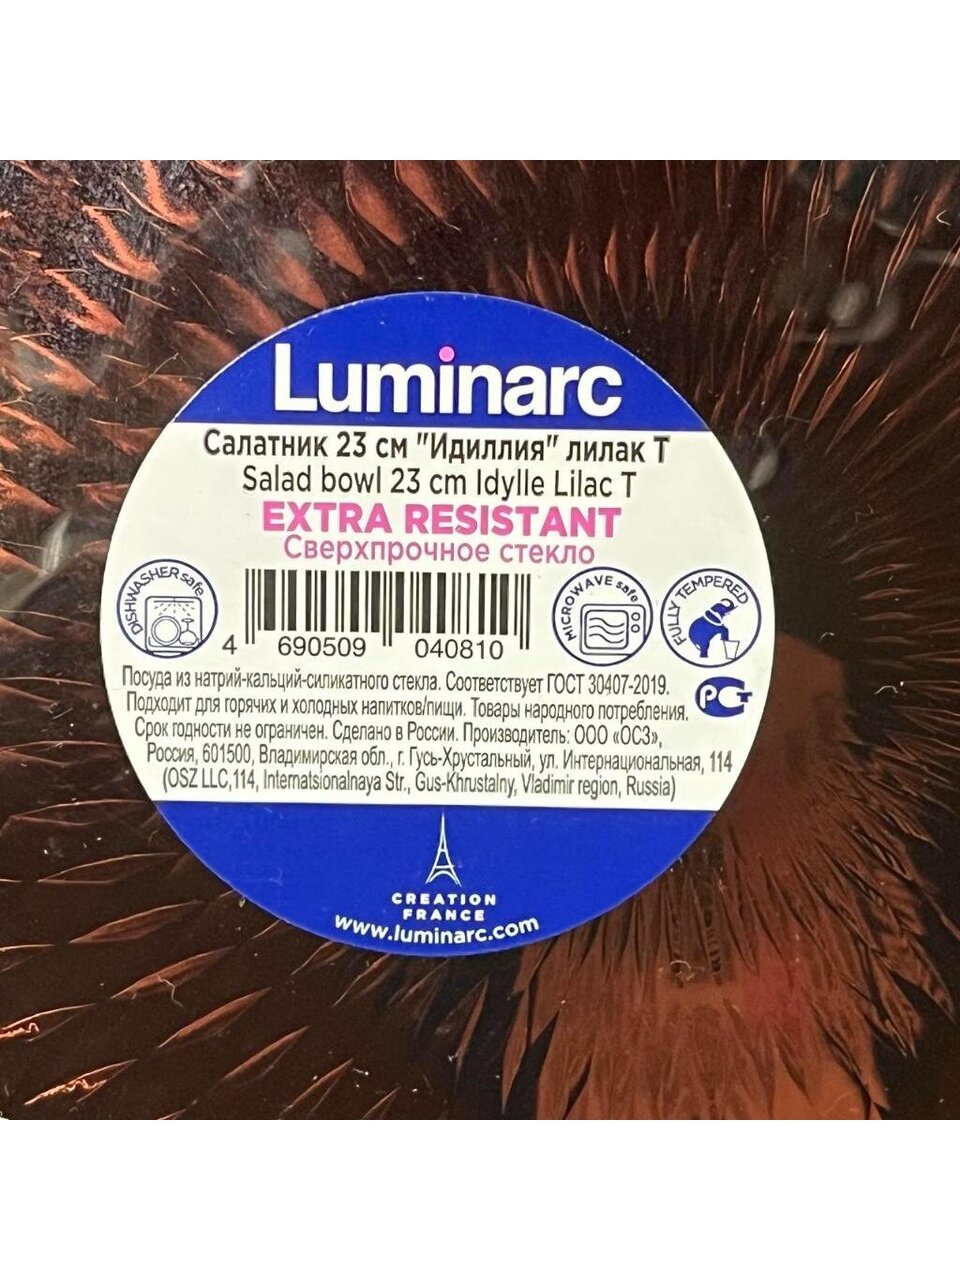 Luminarc
Салатник 23 см "Идиллия" лилак Т
Salad bowl 23 cm Idylle Lilac T
EXTRA RESISTANT
Сверхпрочное стекло
DISHWASHER safe
MICROWAVE safe
FULLY TEMPERED
4 690509 040810
Посуда из натрий-кальций-силикатного стекла. Соответствует ГОСТ 30407-2019.
Подходит для горячих и холодных напитков/пищи. Товары народного потребления.
Срок годности не ограничен. Сделано в России. Производитель: ООО «ОСЗ»,
Россия, 601500, Владимирская обл., г. Гусь-Хрустальный, ул. Интернациональная, 114
(OSZ LLC,114, Internatsionalnaya Str., Gus-Khrustalny, Vladimir region, Russia)
РСТ
CREATION
FRANCE
www.luminarc.com